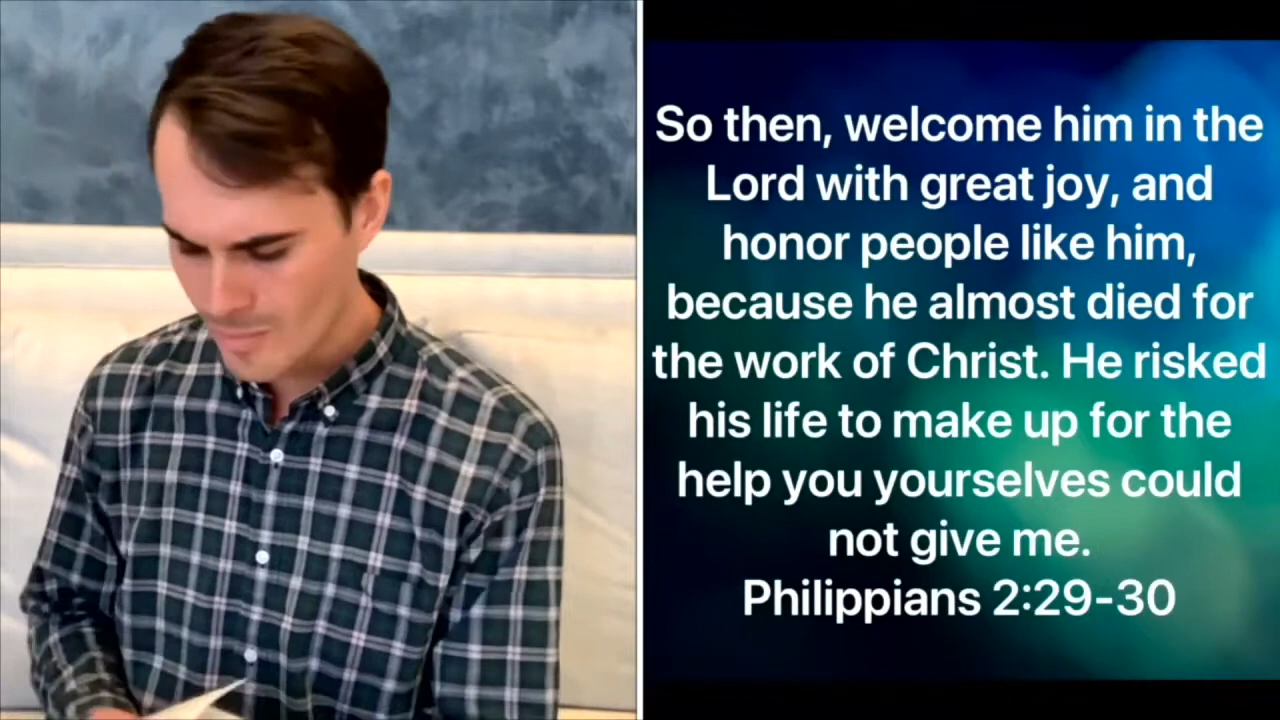 So then, welcome him in the
Lord with great joy, and
honor people like him,
because he almost died for
the work of Christ. He risked
his life to make up for the
help you yourselves could
not give me.
Philippians 2:29-30